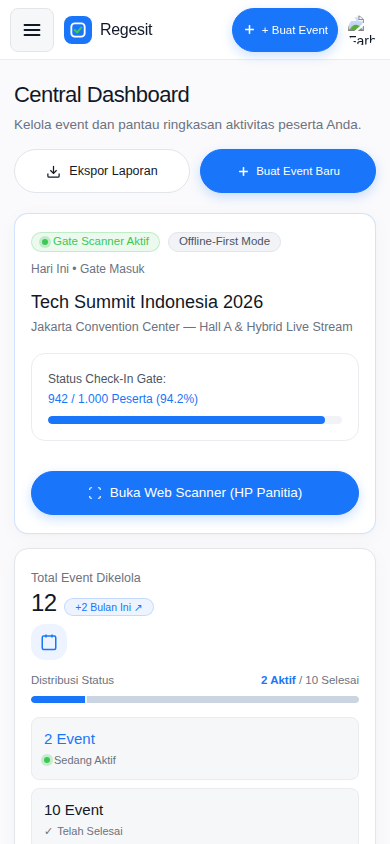 Regesit
+ Buat Event
Central Dashboard
Kelola event dan pantau ringkasan aktivitas peserta Anda.
Ekspor Laporan
Buat Event Baru
Gate Scanner Aktif
Offline-First Mode
Hari Ini • Gate Masuk
Tech Summit Indonesia 2026
Jakarta Convention Center — Hall A & Hybrid Live Stream
Status Check-In Gate:
942 / 1.000 Peserta (94.2%)
Buka Web Scanner (HP Panitia)
Total Event Dikelola
12
+2 Bulan Ini ↗
Distribusi Status
2 Aktif / 10 Selesai
2 Event
Sedang Aktif
10 Event
✓ Telah Selesai